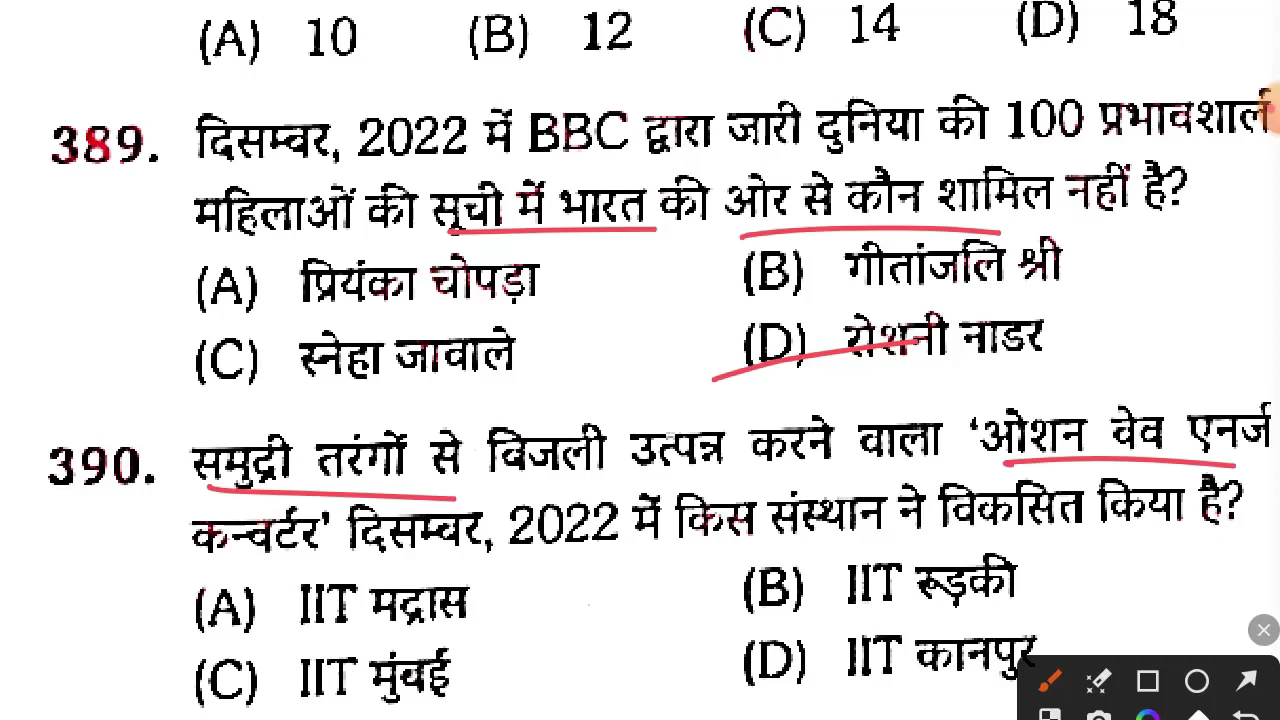 (A) 10 (B) 12 (C) 14 (D) 18
389. दिसम्बर, 2022 में BBC द्वारा जारी दुनिया की 100 प्रभावशाल
महिलाओं की सूची में भारत की ओर से कौन शामिल नहीं है?
(A) प्रियंका चोपड़ा (B) गीतांजलि श्री
(C) स्नेहा जावाले (D) रोशनी नाडर
390. समुद्री तरंगों से बिजली उत्पन्न करने वाला 'ओशन वेव एनर्ज
कन्वर्टर' दिसम्बर, 2022 में किस संस्थान ने विकसित किया है?
(A) IIT मद्रास (B) IIT रूड़की
(C) IIT मुंबई (D) IIT कानपुर